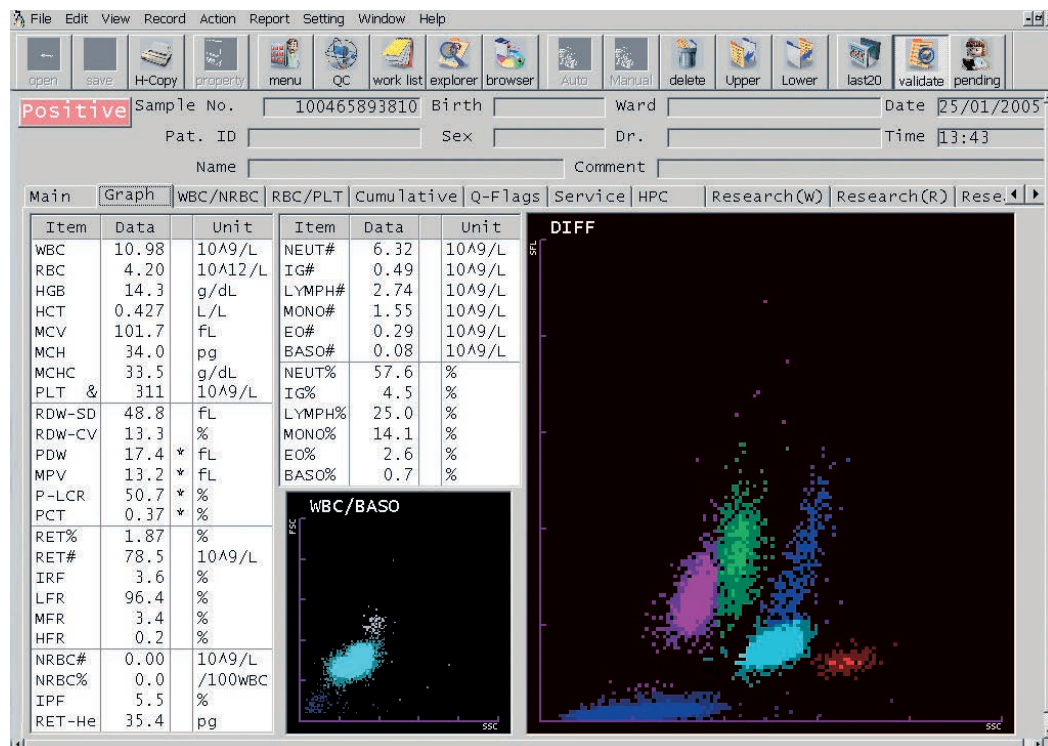 File Edit View Record Action Report Setting Window Help
open save H-Copy property menu QC work list explorer browser Auto Manual delete Upper Lower last20 validate pending
Positive Sample No. 100465893810 Birth Ward Date 25/01/2005
Pat. ID Sex Dr. Time 13:43
Name Comment
Main Graph WBC/NRBC RBC/PLT Cumulative Q-Flags Service HPC Research(W) Research(R) Rese
Item Data Unit
WBC 10.98 10^9/L
RBC 4.20 10^12/L
HGB 14.3 g/dL
HCT 0.427 L/L
MCV 101.7 fL
MCH 34.0 pg
MCHC 33.5 g/dL
PLT & 311 10^9/L
RDW-SD 48.8 fL
RDW-CV 13.3 %
PDW 17.4 * fL
MPV 13.2 * fL
P-LCR 50.7 * %
PCT 0.37 * %
RET% 1.87 %
RET# 78.5 10^9/L
IRF 3.6 %
LFR 96.4 %
MFR 3.4 %
HFR 0.2 %
NRBC# 0.00 10^9/L
NRBC% 0.0 /100WBC
IPF 5.5 %
RET-He 35.4 pg
Item Data Unit
NEUT# 6.32 10^9/L
IG# 0.49 10^9/L
LYMPH# 2.74 10^9/L
MONO# 1.55 10^9/L
EO# 0.29 10^9/L
BASO# 0.08 10^9/L
NEUT% 57.6 %
IG% 4.5 %
LYMPH% 25.0 %
MONO% 14.1 %
EO% 2.6 %
BASO% 0.7 %
WBC/BASO
FSC
SSC
DIFF
SFL
SSC